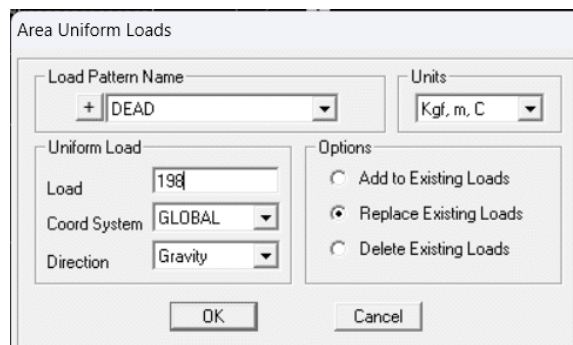 Area Uniform Loads
Load Pattern Name
+ DEAD
Units
Kgf, m, C
Uniform Load
Load 198
Coord System GLOBAL
Direction Gravity
Options
Add to Existing Loads
Replace Existing Loads
Delete Existing Loads
OK
Cancel